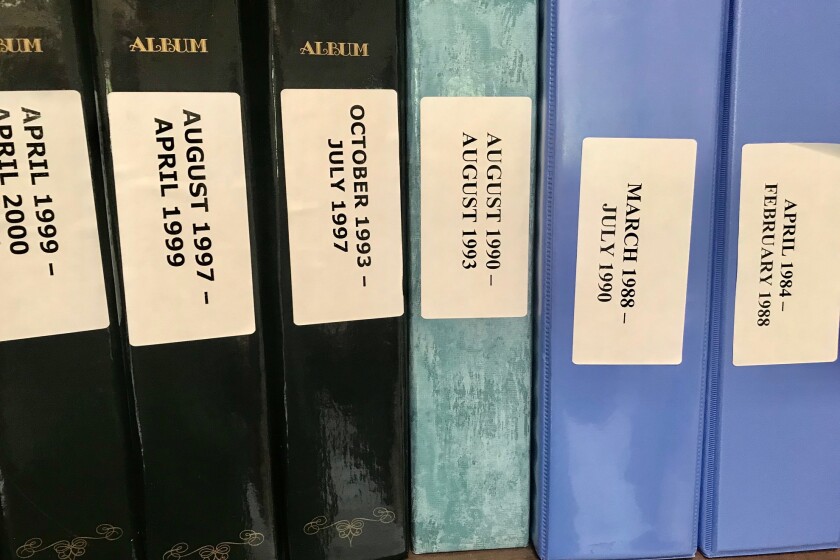 ALBUM
APRIL 1999 –
APRIL 2000
ALBUM
AUGUST 1997 –
APRIL 1999
ALBUM
OCTOBER 1993 –
JULY 1997
AUGUST 1990 –
AUGUST 1993
MARCH 1988 –
JULY 1990
APRIL 1984 –
FEBRUARY 1988